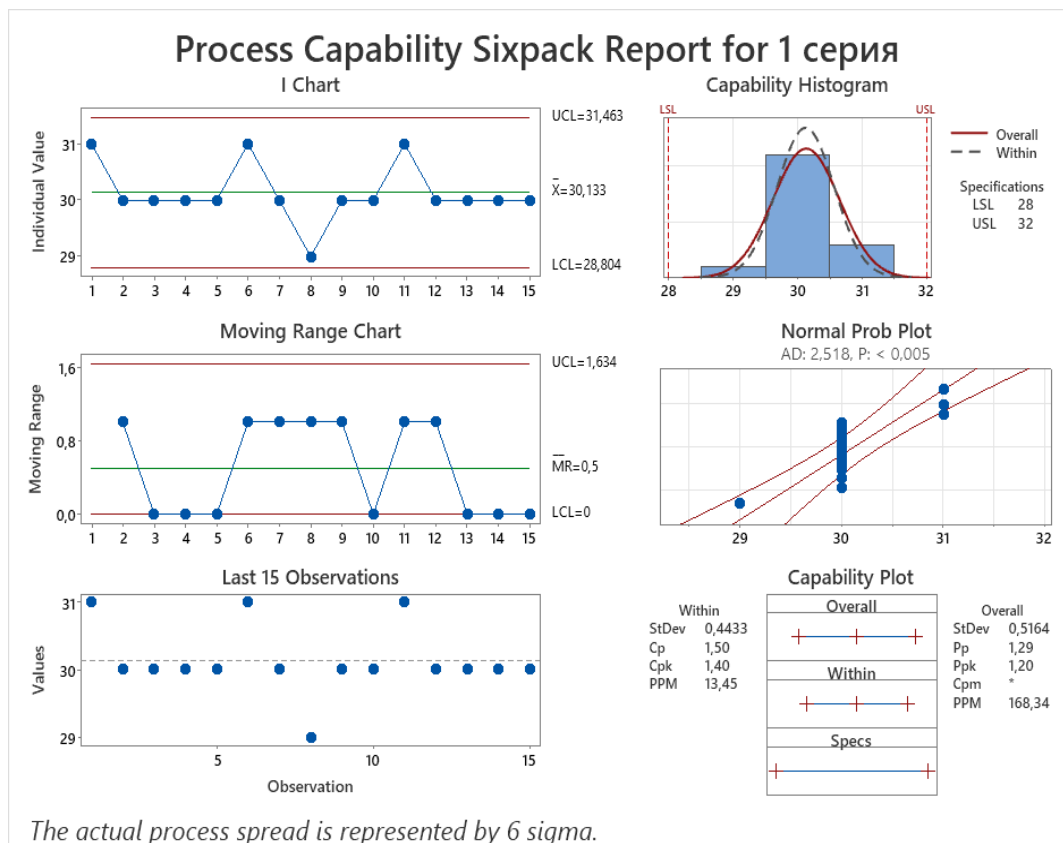 Process Capability Sixpack Report for 1 серия
I Chart
Individual Value
31
30
29
1 2 3 4 5 6 7 8 9 10 11 12 13 14 15
UCL=31,463
X̅=30,133
LCL=28,804
Capability Histogram
LSL USL
28 29 30 31 32
Overall
Within
Specifications
LSL 28
USL 32
Moving Range Chart
Moving Range
1,6
0,8
0,0
1 2 3 4 5 6 7 8 9 10 11 12 13 14 15
UCL=1,634
M̅R̅=0,5
LCL=0
Normal Prob Plot
AD: 2,518, P: < 0,005
29 30 31 32
Last 15 Observations
Values
31
30
29
5 10 15
Observation
Capability Plot
Within
StDev 0,4433
Cp 1,50
Cpk 1,40
PPM 13,45
Overall
Within
Specs
Overall
StDev 0,5164
Pp 1,29
Ppk 1,20
Cpm *
PPM 168,34
The actual process spread is represented by 6 sigma.